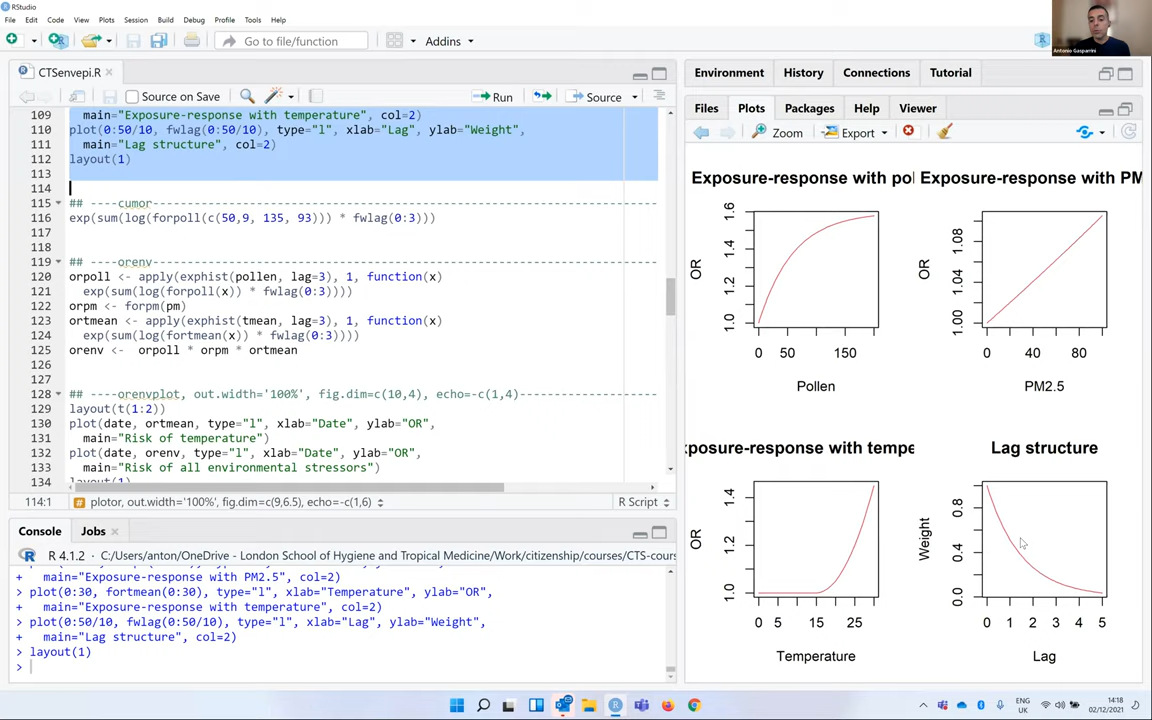 RStudio
File Edit Code View Plots Session Build Debug Profile Tools Help
Go to file/function
Addins
Antonio Gasparrini
CTSenvepi.R
Source on Save
Run
Source
109 main="Exposure-response with temperature", col=2)
110 plot(0:50/10, fwlag(0:50/10), type="l", xlab="Lag", ylab="Weight",
111 main="Lag structure", col=2)
112 layout(1)
113
114
115 ## ----cumor----
116 exp(sum(log(forpoll(c(50,9, 135, 93))) * fwlag(0:3)))
117
118
119 ## ----orenv----
120 orpoll <- apply(exphist(pollen, lag=3), 1, function(x)
121 exp(sum(log(forpoll(x)) * fwlag(0:3))))
122 orpm <- forpm(pm)
123 ortmean <- apply(exphist(tmean, lag=3), 1, function(x)
124 exp(sum(log(fortmean(x)) * fwlag(0:3))))
125 orenv <- orpoll * orpm * ortmean
126
127
128 ## ----orenvplot, out.width='100%', fig.dim=c(10,4), echo=-c(1,4)----
129 layout(t(1:2))
130 plot(date, ortmean, type="l", xlab="Date", ylab="OR",
131 main="Risk of temperature")
132 plot(date, orenv, type="l", xlab="Date", ylab="OR",
133 main="Risk of all environmental stressors")
134 layout(1)
114:1 plotor, out.width='100%', fig.dim=c(9,6.5), echo=-c(1,6) R Script
Console Jobs
R 4.1.2 · C:/Users/anton/OneDrive - London School of Hygiene and Tropical Medicine/Work/citizenship/courses/CTS-cours
+ main="Exposure-response with PM2.5", col=2)
> plot(0:30, fortmean(0:30), type="l", xlab="Temperature", ylab="OR",
+ main="Exposure-response with temperature", col=2)
> plot(0:50/10, fwlag(0:50/10), type="l", xlab="Lag", ylab="Weight",
+ main="Lag structure", col=2)
> layout(1)
>
Environment History Connections Tutorial
Files Plots Packages Help Viewer
Zoom Export
Exposure-response with pol
OR
1.0 1.2 1.4 1.6
0 50 150
Pollen
Exposure-response with PM
OR
1.00 1.04 1.08
0 40 80
PM2.5
xposure-response with tempe
OR
1.0 1.2 1.4
0 5 15 25
Temperature
Lag structure
Weight
0.0 0.4 0.8
0 1 2 3 4 5
Lag
ENG
UK
14:18
02/12/2021